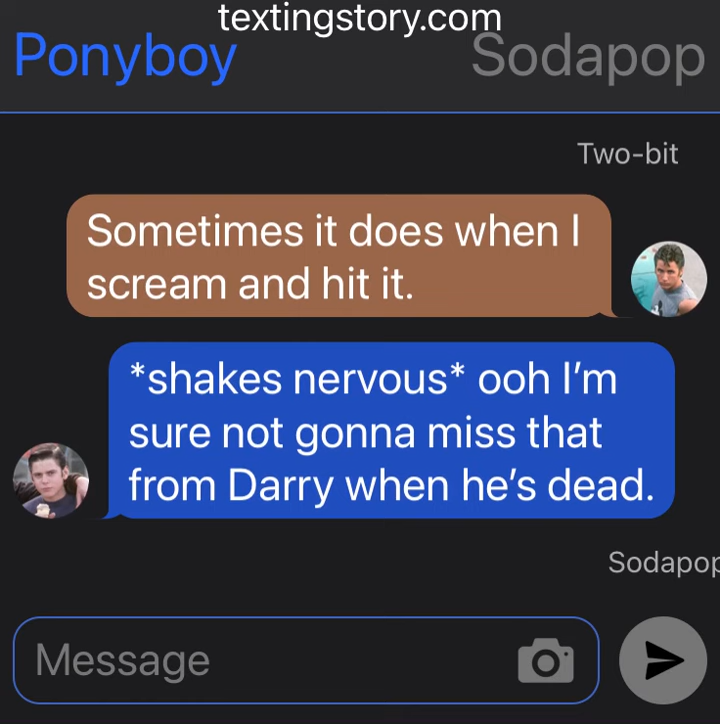 textingstory.com
Ponyboy
Sodapop
Two-bit
Sometimes it does when I
scream and hit it.
*shakes nervous* ooh I’m
sure not gonna miss that
from Darry when he’s dead.
Sodapop
Message